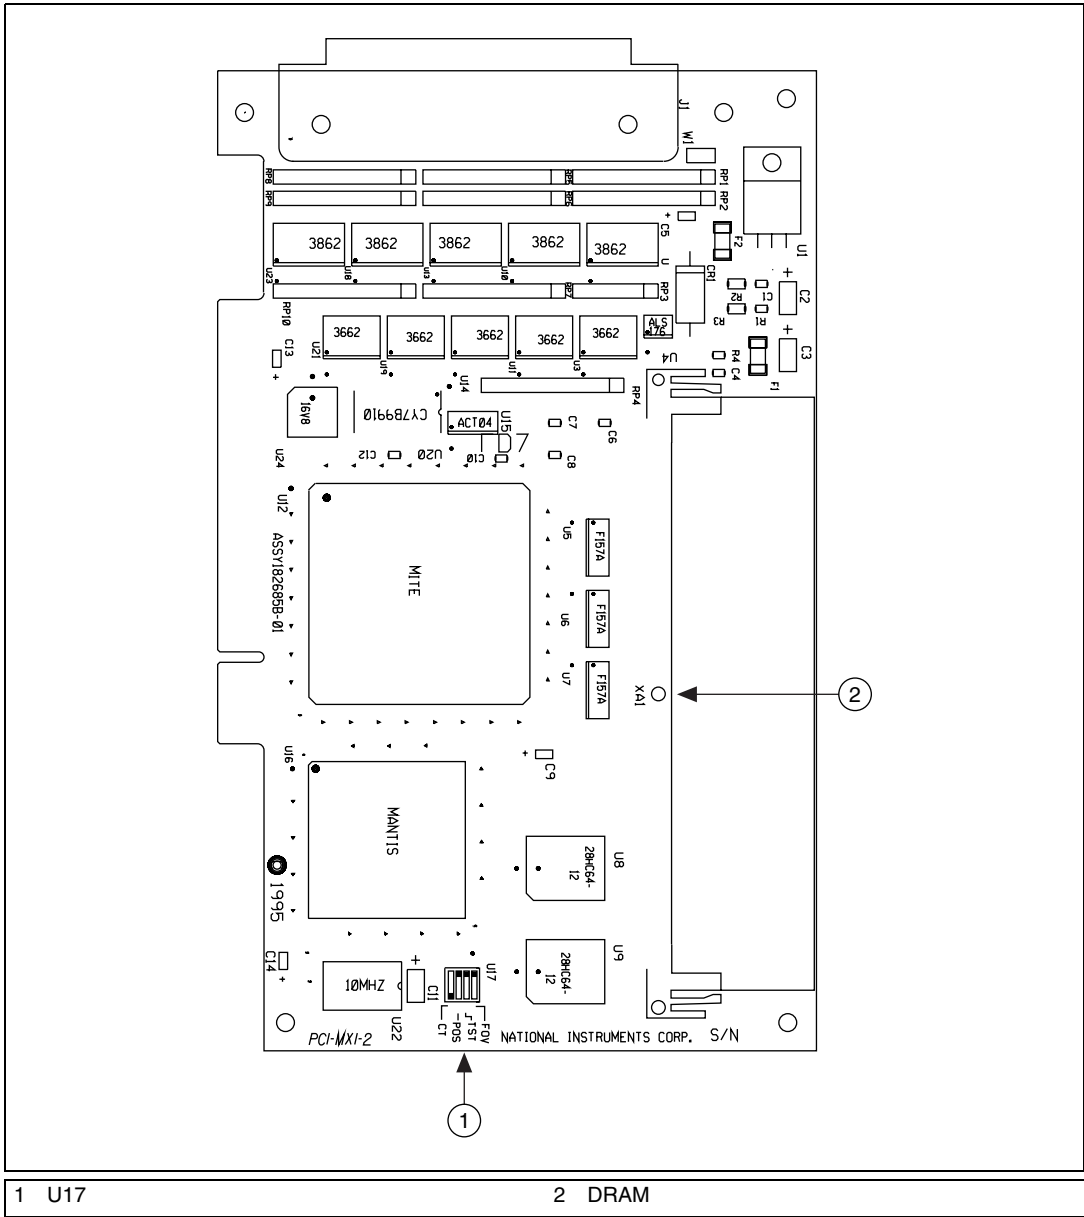 J1
W1
RP8
RP5
RP1
RP9
RP6
RP2
+
C5
F2
U1
3862
3862
3862
3862
3862
U
CR1
U23
U18
U13
U10
+
C2
R2
C1
RP10
RP7
RP3
R3
R1
C13
+
3662
3662
3662
3662
3662
ALS
176
+
C3
U21
U19
U11
U3
U4
R4
C4
F1
U14
RP4
16V8
CY7B9910
ACT04
U15
C7
C6
U24
C12
U20
C10
C8
U12
ASSY182685B-01
MITE
U5
F157A
U6
F157A
U7
F157A
XA1
2
U16
+
C9
MANTIS
28HC64-
12
U8
1995
C14
+
10MHZ
+
C11
U17
28HC64-
12
U9
U22
CT
POS
TST
FOV
PCI-MXI-2
NATIONAL INSTRUMENTS CORP.
S/N
1
1 U17
2 DRAM